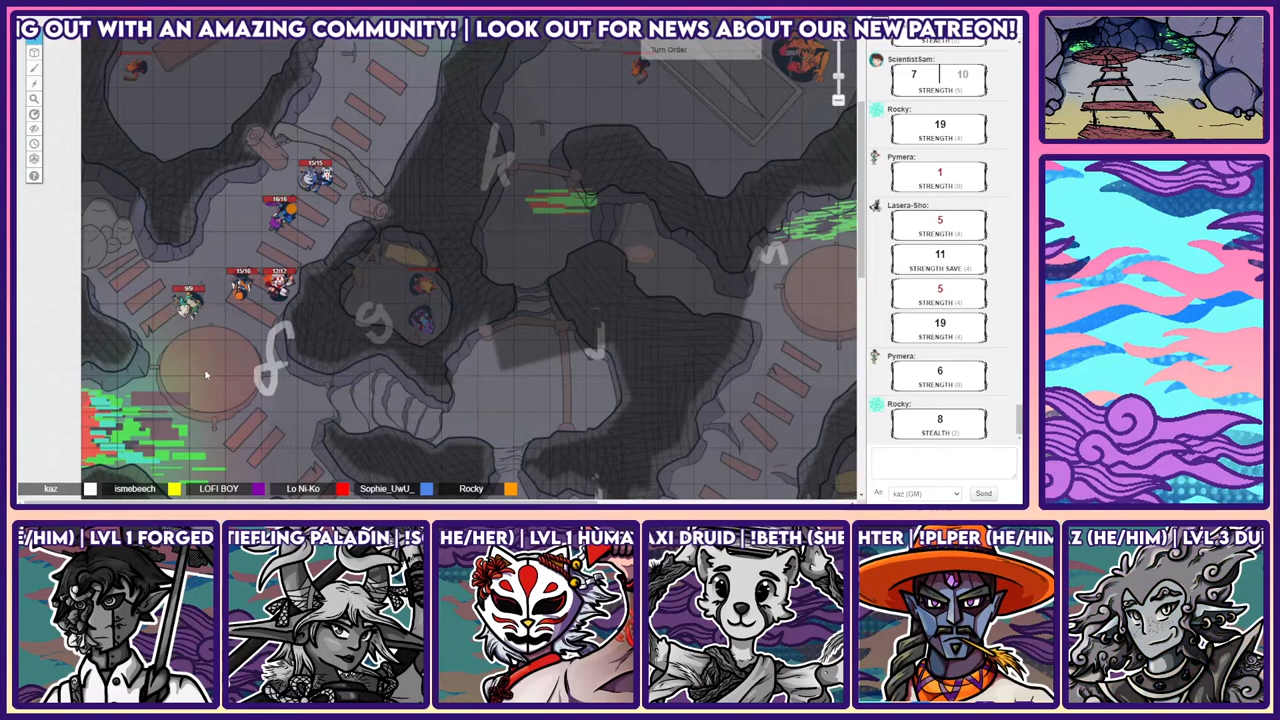 IG OUT WITH AN AMAZING COMMUNITY! | LOOK OUT FOR NEWS ABOUT OUR NEW PATREON!
Turn Order
15/15
16/16
15/16
12/12
9/9
h
m
g
f
j
STEALTH (0)
ScientistSam:
7 10
STRENGTH (5)
Rocky:
19
STRENGTH (4)
Pymera:
1
STRENGTH (0)
Lasera-Sho:
5
STRENGTH (4)
11
STRENGTH SAVE (4)
5
STRENGTH (4)
19
STRENGTH (4)
Pymera:
6
STRENGTH (0)
Rocky:
8
STEALTH (2)
As: kaz (GM) Send
kaz
ismebeech
LOFI BOY
Lo Ni-Ko
Sophie_UwU_
Rocky
E/HIM) | LVL 1 FORGED
TIEFLING PALADIN | !S
HE/HER) | LVL 1 HUMA
AXI DRUID | !BETH (SHE
HTER | !PLPER (HE/HIM
Z (HE/HIM) | LVL 3 DU